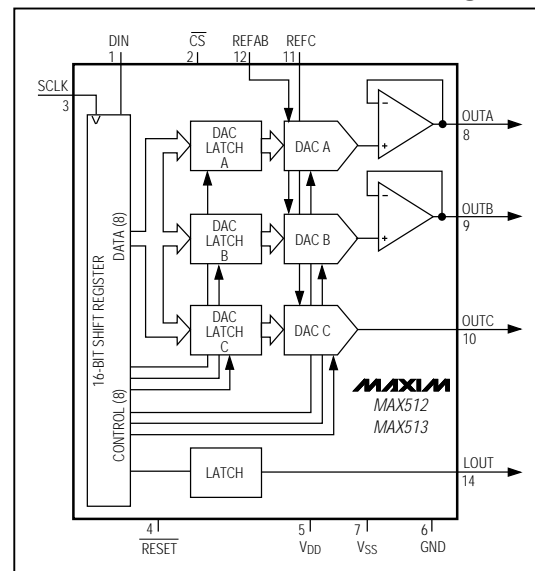 DIN
1
CS
2
REFAB
12
REFC
11
SCLK
3
16-BIT SHIFT REGISTER
DATA (8)
CONTROL (8)
DAC
LATCH
A
DAC A
−
+
OUTA
8
DAC
LATCH
B
DAC B
−
+
OUTB
9
DAC
LATCH
C
DAC C
OUTC
10
MAXIM
MAX512
MAX513
LATCH
LOUT
14
4
RESET
5
VDD
7
VSS
6
GND